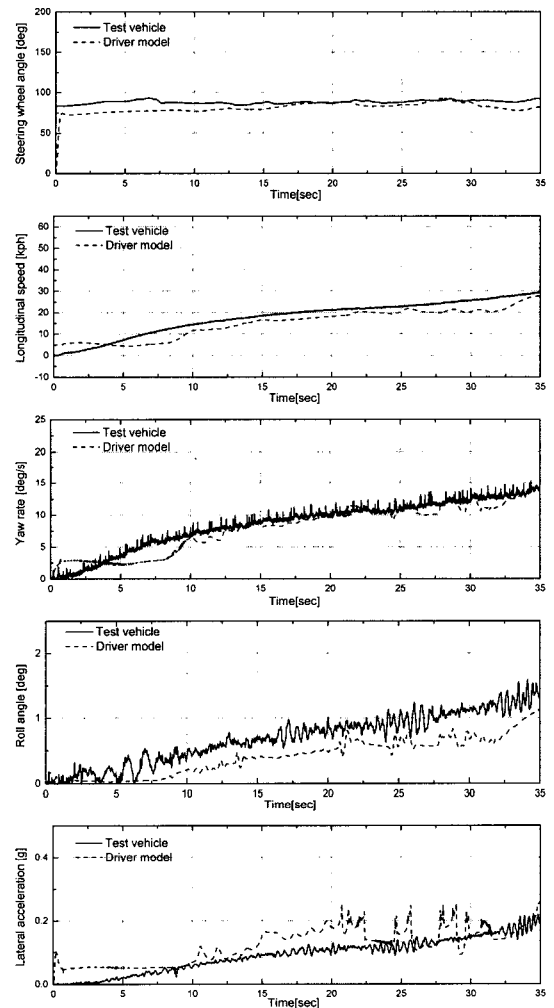 200
Test vehicle
Driver model
150
100
50
0
Steering wheel angle [deg]
0 5 10 15 20 25 30 35
Time[sec]
60
Test vehicle
50
Driver model
40
30
20
10
0
-10
Longitudinal speed [kph]
0 5 10 15 20 25 30 35
Time[sec]
25
Test vehicle
20
Driver model
15
10
5
0
Yaw rate [deg/s]
0 5 10 15 20 25 30 35
Time[sec]
Test vehicle
Driver model
2
1
0
Roll angle [deg]
0 5 10 15 20 25 30 35
Time[sec]
Test vehicle
0.4
Driver model
0.2
0.0
Lateral acceleration [g]
0 5 10 15 20 25 30 35
Time[sec]